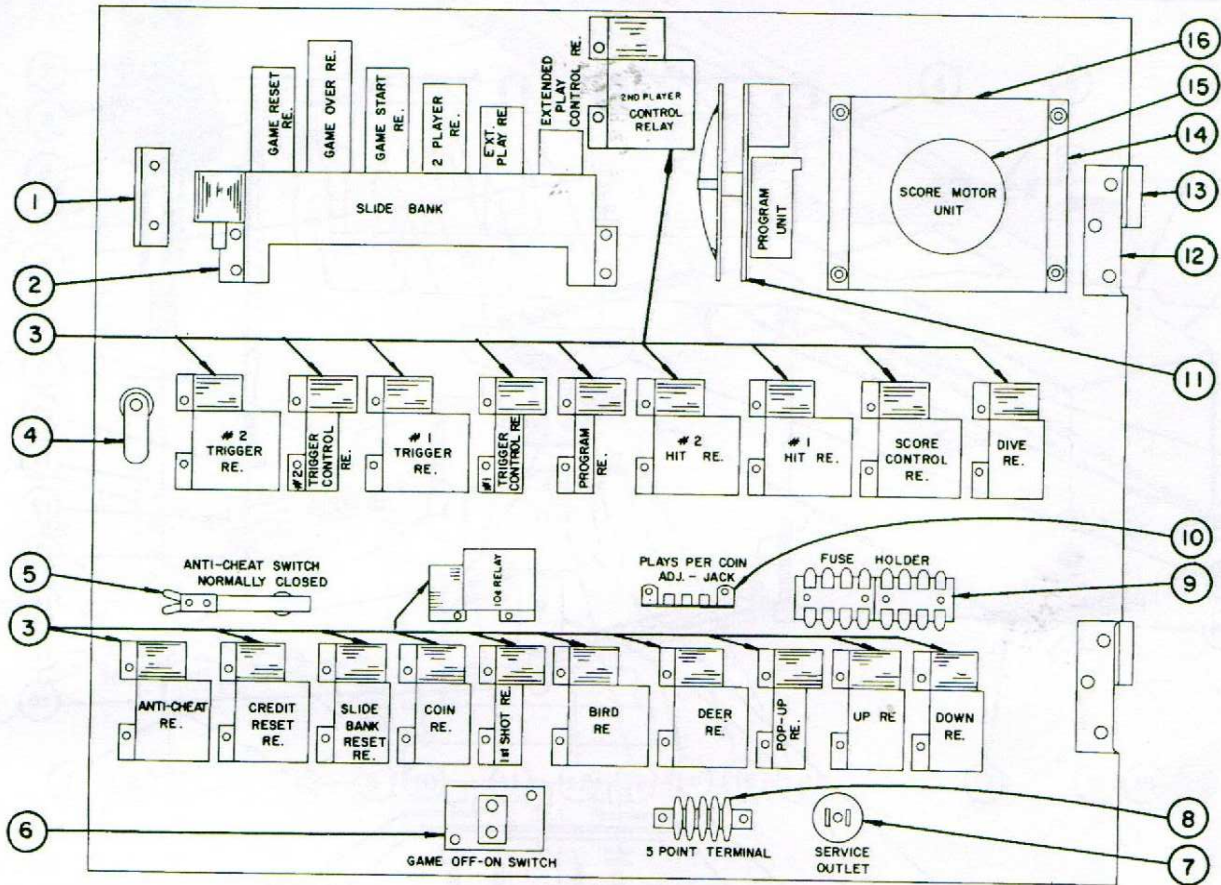 GAME RESET
RE.
GAME OVER RE.
GAME START
RE.
2 PLAYER
RE.
EXT.
PLAY RE.
EXTENDED
PLAY
CONTROL RE.
2ND PLAYER
CONTROL
RELAY
16
15
14
13
12
11
1
2
SLIDE BANK
PROGRAM
UNIT
SCORE MOTOR
UNIT
3
4
#2
TRIGGER
RE.
#2
TRIGGER
CONTROL
RE.
#1
TRIGGER
RE.
#1
TRIGGER
CONTROL RE.
PROGRAM
RE.
#2
HIT RE.
#1
HIT RE.
SCORE
CONTROL
RE.
DIVE
RE.
5
ANTI-CHEAT SWITCH
NORMALLY CLOSED
10¢ RELAY
PLAYS PER COIN
ADJ. - JACK
10
FUSE HOLDER
9
3
ANTI-CHEAT
RE.
CREDIT
RESET
RE.
SLIDE
BANK
RESET RE.
COIN
RE.
1st SHOT RE.
BIRD
RE
DEER
RE.
POP-UP
RE.
UP RE
DOWN
RE.
6
GAME OFF-ON SWITCH
5 POINT TERMINAL
8
SERVICE
OUTLET
7